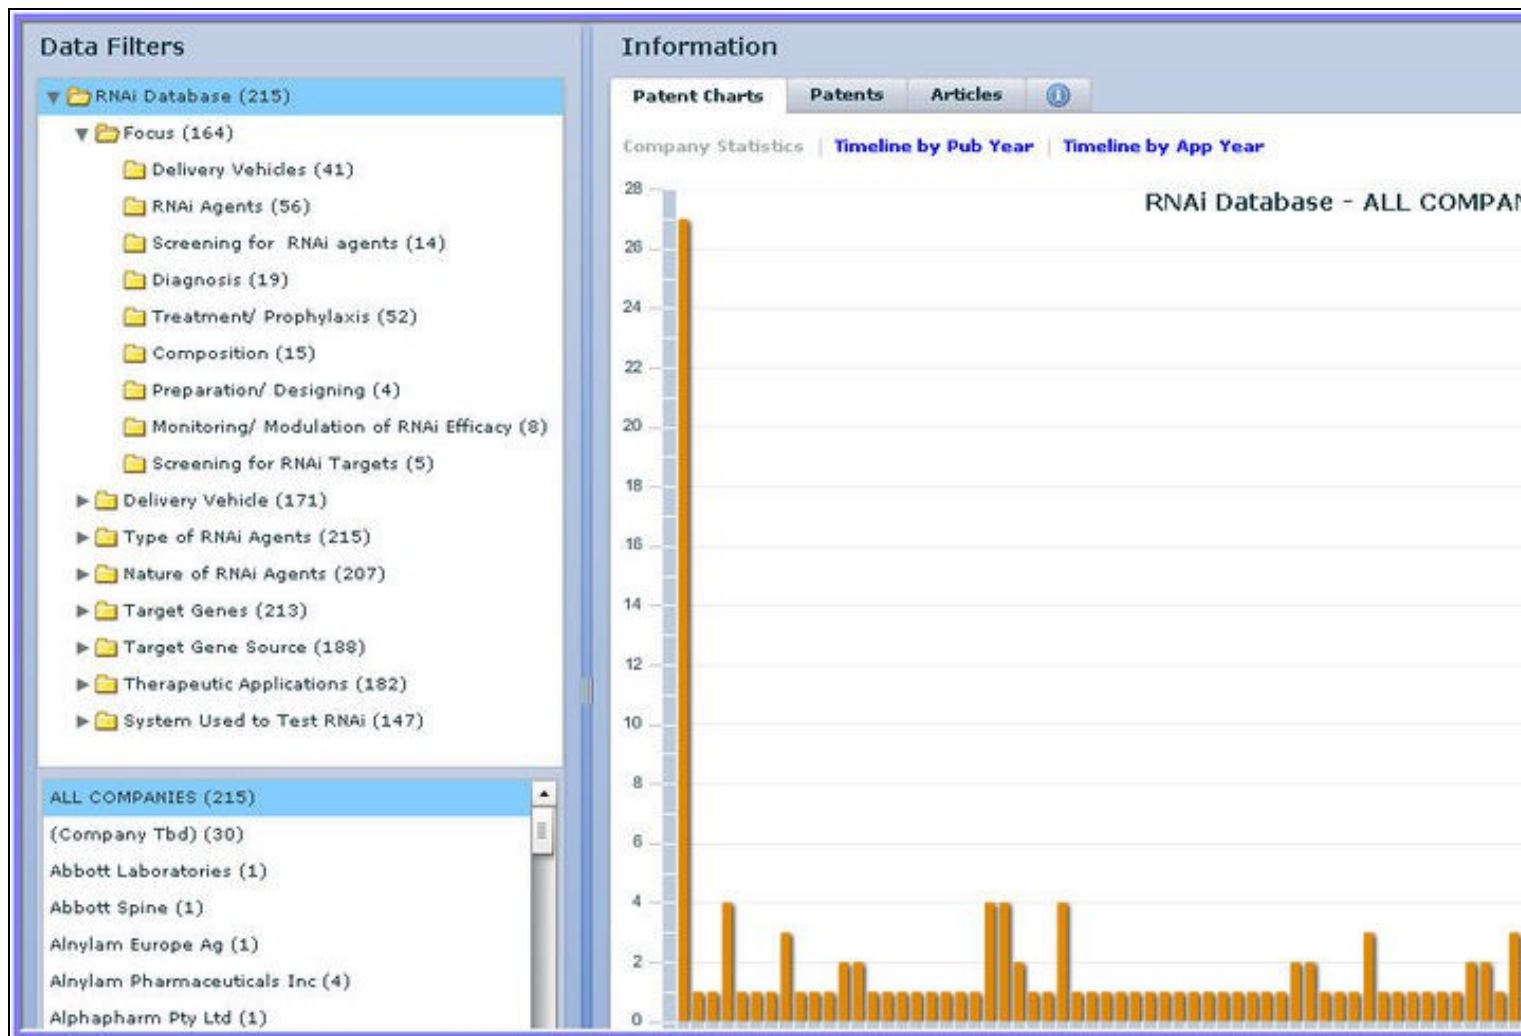 Data Filters
RNAi Database (215)
Focus (164)
Delivery Vehicles (41)
RNAi Agents (56)
Screening for RNAi agents (14)
Diagnosis (19)
Treatment/ Prophylaxis (52)
Composition (15)
Preparation/ Designing (4)
Monitoring/ Modulation of RNAi Efficacy (8)
Screening for RNAi Targets (5)
Delivery Vehicle (171)
Type of RNAi Agents (215)
Nature of RNAi Agents (207)
Target Genes (213)
Target Gene Source (188)
Therapeutic Applications (182)
System Used to Test RNAi (147)
ALL COMPANIES (215)
(Company Tbd) (30)
Abbott Laboratories (1)
Abbott Spine (1)
Alnylam Europe Ag (1)
Alnylam Pharmaceuticals Inc (4)
Alphapharm Pty Ltd (1)
Information
Patent Charts Patents Articles
Company Statistics | Timeline by Pub Year | Timeline by App Year
RNAi Database - ALL COMPAN
28
26
24
22
20
18
16
14
12
10
8
6
4
2
0